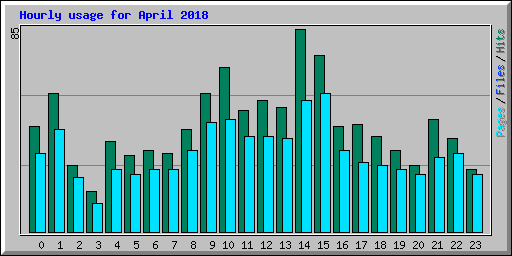 Hourly usage for April 2018
85
Pages/Files/Hits
0 1 2 3 4 5 6 7 8 9 10 11 12 13 14 15 16 17 18 19 20 21 22 23